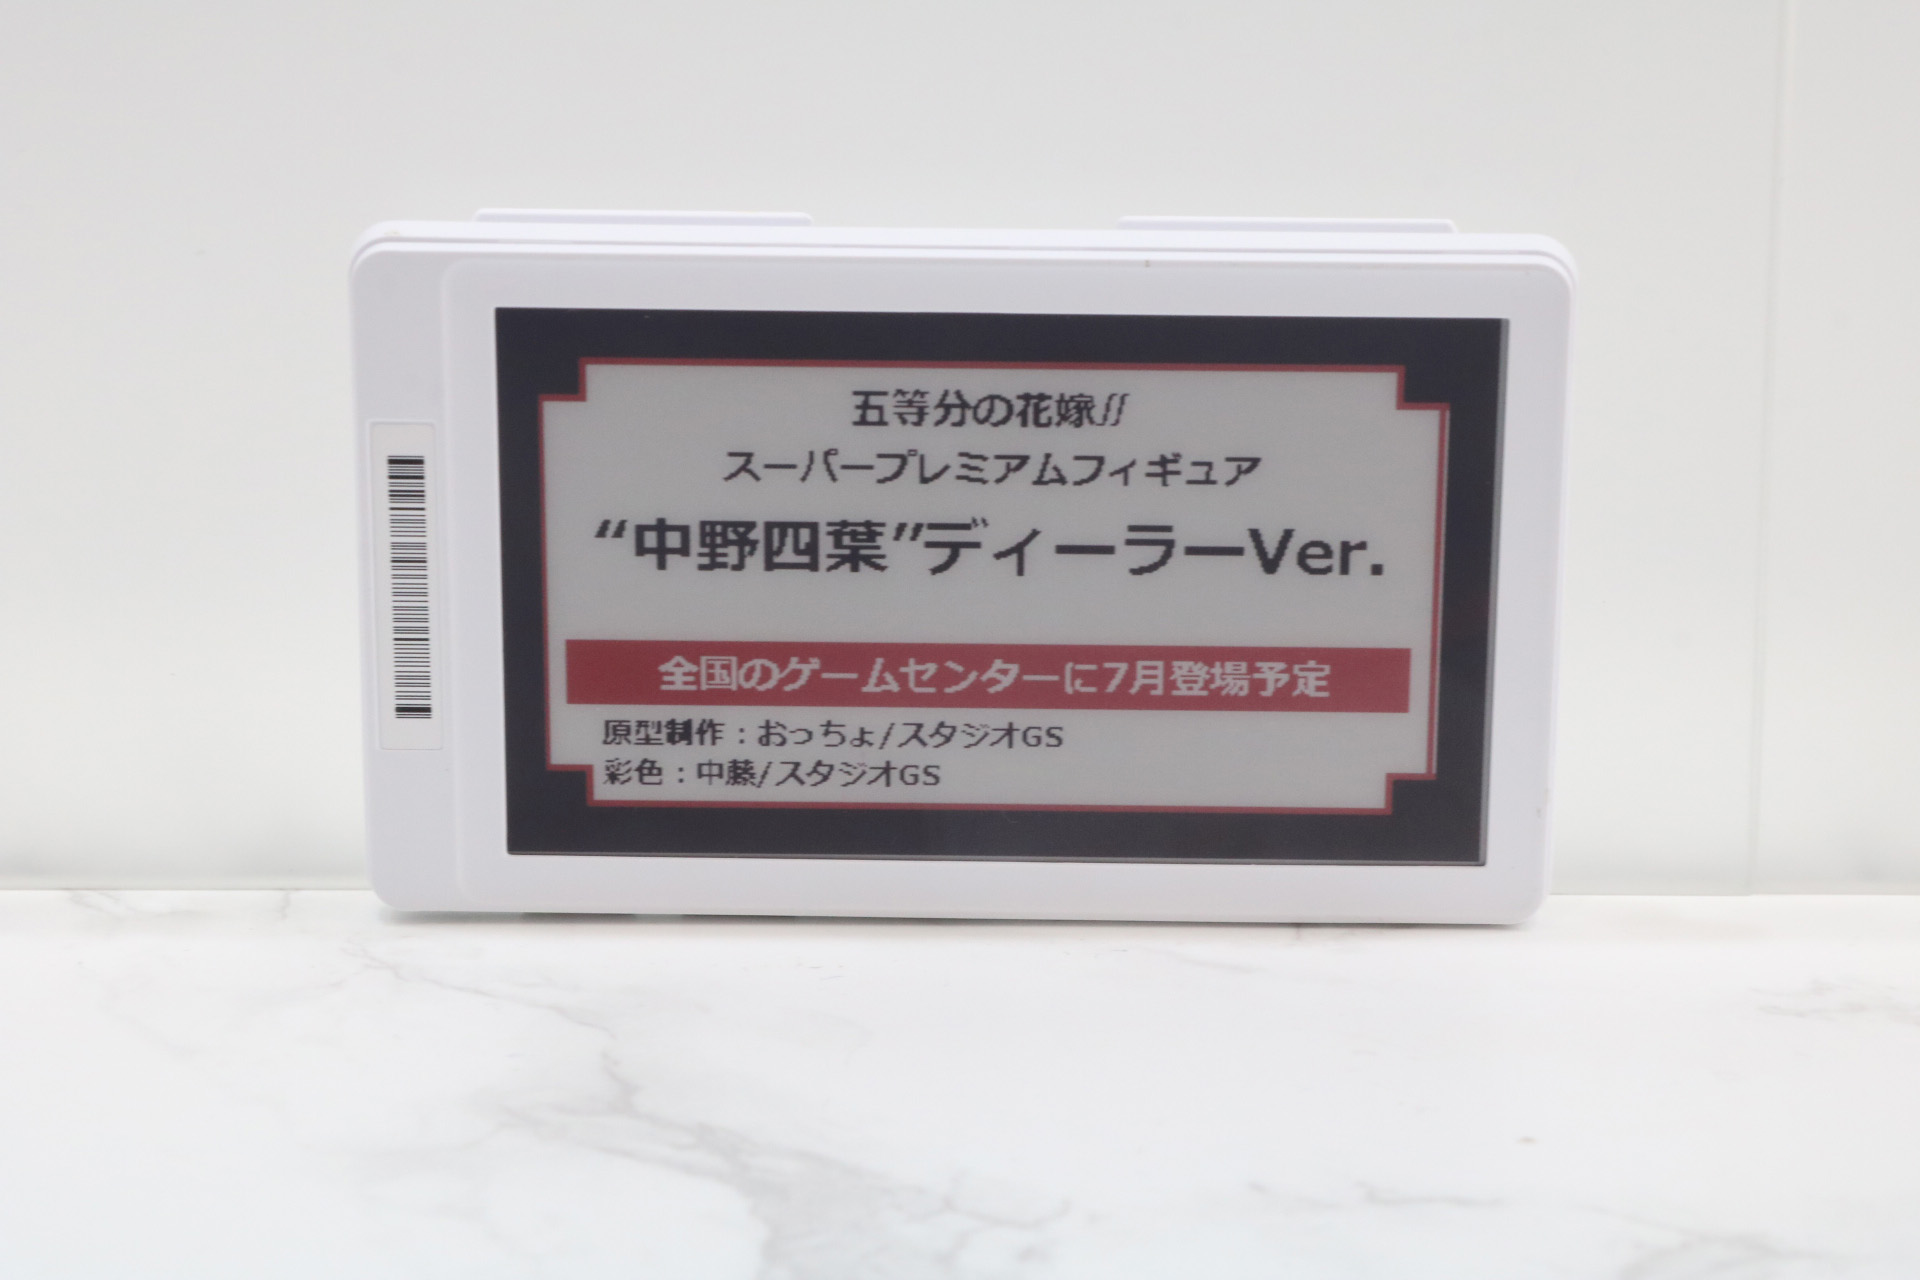 五等分の花嫁∬
スーパープレミアムフィギュア
“中野四葉”ディーラーVer.
全国のゲームセンターに7月登場予定
原型制作：おっちょ/スタジオGS
彩色：中藤/スタジオGS